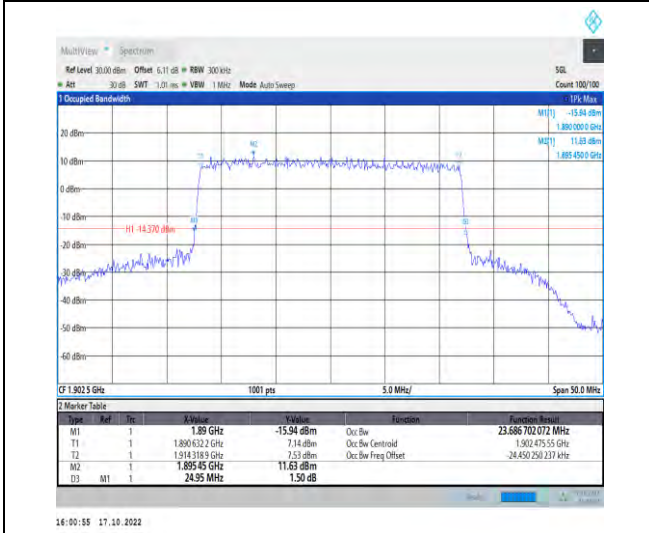 MultiView Spectrum
Ref Level 30.00 dBm Offset 6.11 dB RBW 300 kHz SGL
Att 30 dB SWT 1.01 ms VBW 1 MHz Mode Auto Sweep Count 100/100
1 Occupied Bandwidth 1Pk Max
M1[1] -15.94 dBm
1.890 000 0 GHz
M2[1] 11.63 dBm
1.895 450 0 GHz
20 dBm
M2
10 dBm
0 dBm
-10 dBm
H1 -14.370 dBm
-20 dBm
-30 dBm
-40 dBm
-50 dBm
-60 dBm
CF 1.902 5 GHz 1001 pts 5.0 MHz/ Span 50.0 MHz
2 Marker Table
Type Ref Trc X-Value Y-Value Function Function Result
M1 1 1.89 GHz -15.94 dBm Occ Bw 23.686 702 072 MHz
T1 1 1.890 632 2 GHz 7.14 dBm Occ Bw Centroid 1.902 475 55 GHz
T2 1 1.914 318 9 GHz 7.53 dBm Occ Bw Freq Offset -24.450 250 237 kHz
M2 1 1.895 45 GHz 11.63 dBm
D3 M1 1 24.95 MHz 1.50 dB
16:00:55 17.10.2022